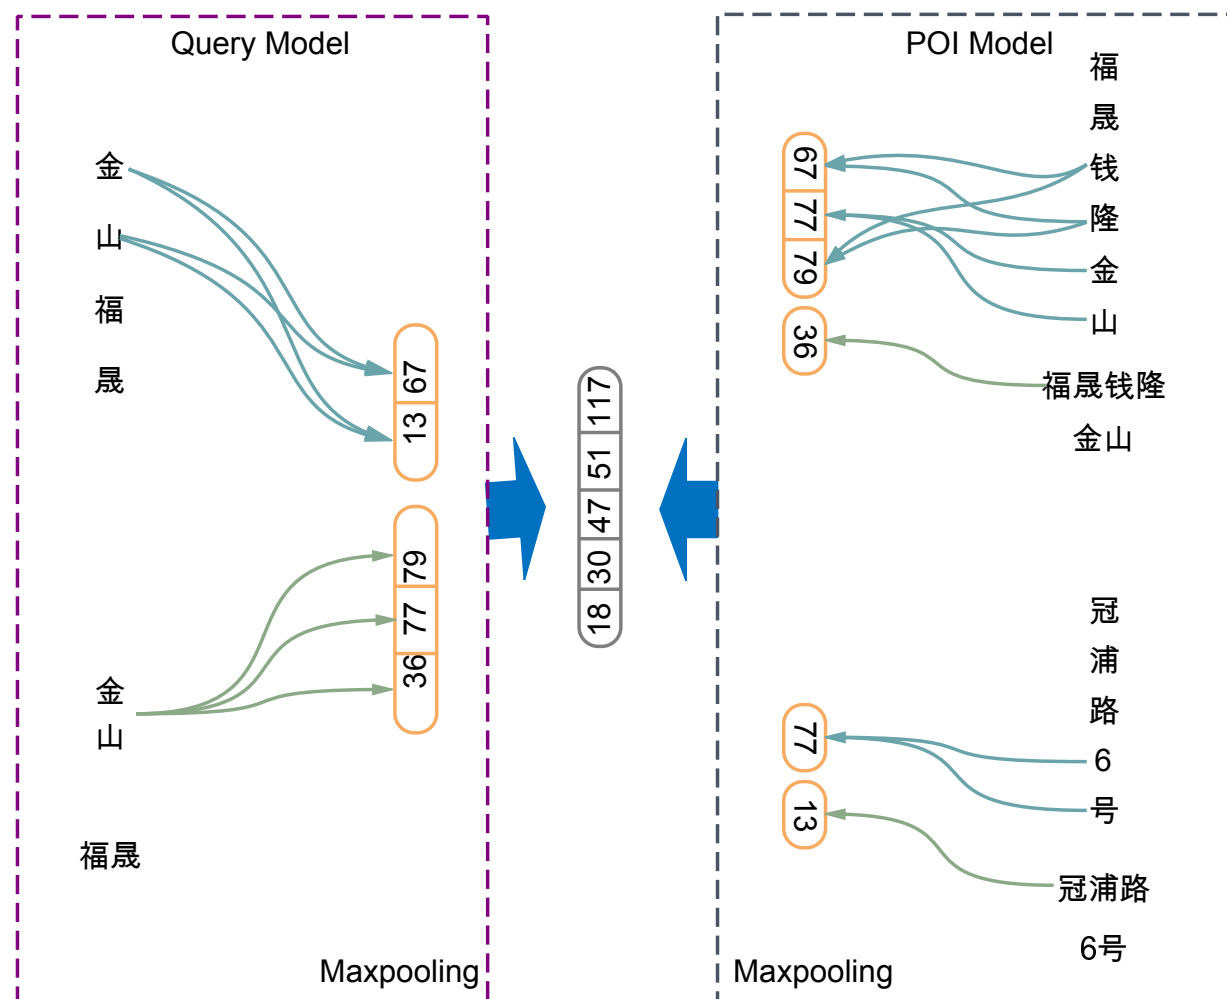 Query Model
金
山
福
晟
67
13
79
77
36
金
山
福晟
Maxpooling
117
51
47
30
18
POI Model
福
晟
钱
隆
金
山
67
77
79
36
福晟钱隆
金山
冠
浦
路
6
号
77
13
冠浦路
6号
Maxpooling